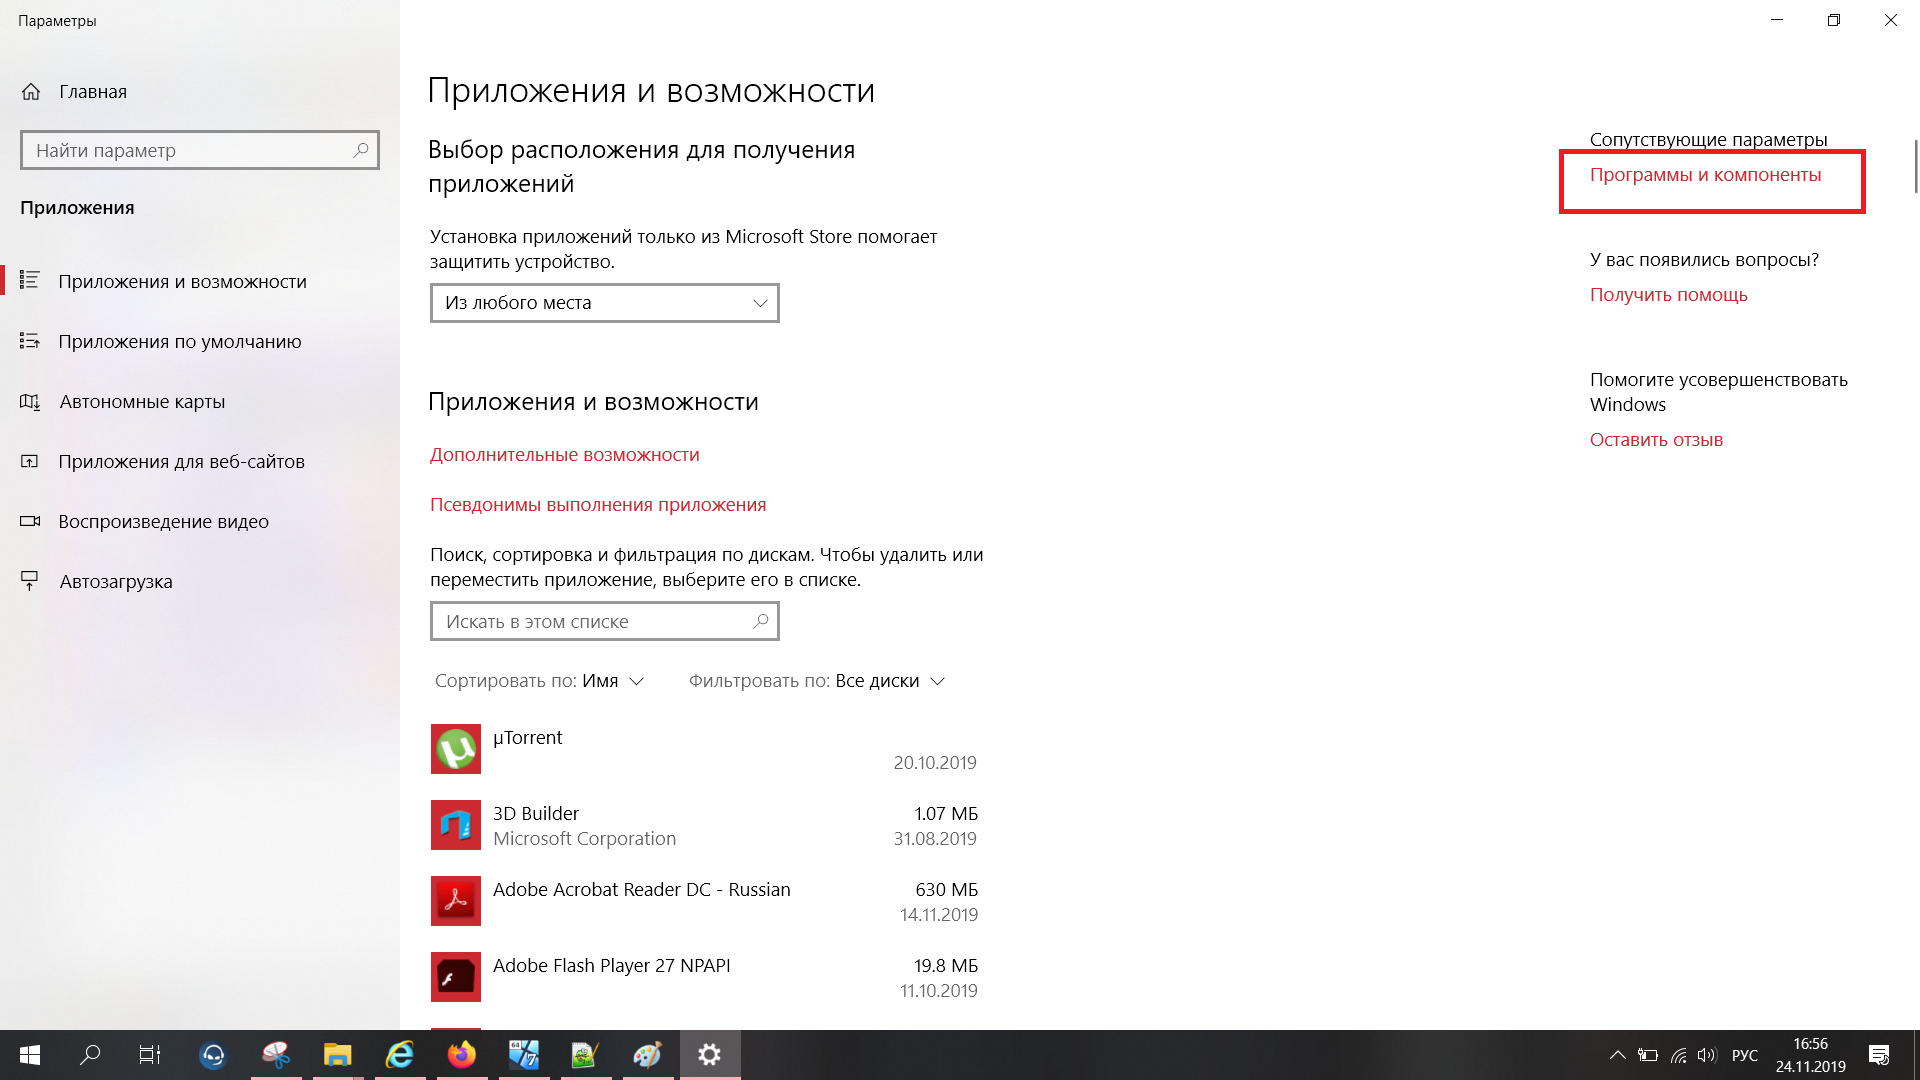 Параметры
Главная
Найти параметр
Приложения
Приложения и возможности
Приложения по умолчанию
Автономные карты
Приложения для веб-сайтов
Воспроизведение видео
Автозагрузка
Приложения и возможности
Выбор расположения для получения
приложений
Установка приложений только из Microsoft Store помогает
защитить устройство.
Из любого места
Приложения и возможности
Дополнительные возможности
Псевдонимы выполнения приложения
Поиск, сортировка и фильтрация по дискам. Чтобы удалить или
переместить приложение, выберите его в списке.
Искать в этом списке
Сортировать по: Имя Фильтровать по: Все диски
µTorrent
20.10.2019
3D Builder 1.07 МБ
Microsoft Corporation 31.08.2019
Adobe Acrobat Reader DC - Russian 630 МБ
14.11.2019
Adobe Flash Player 27 NPAPI 19.8 МБ
11.10.2019
Сопутствующие параметры
Программы и компоненты
У вас появились вопросы?
Получить помощь
Помогите усовершенствовать
Windows
Оставить отзыв
64
7
РУС
16:56
24.11.2019